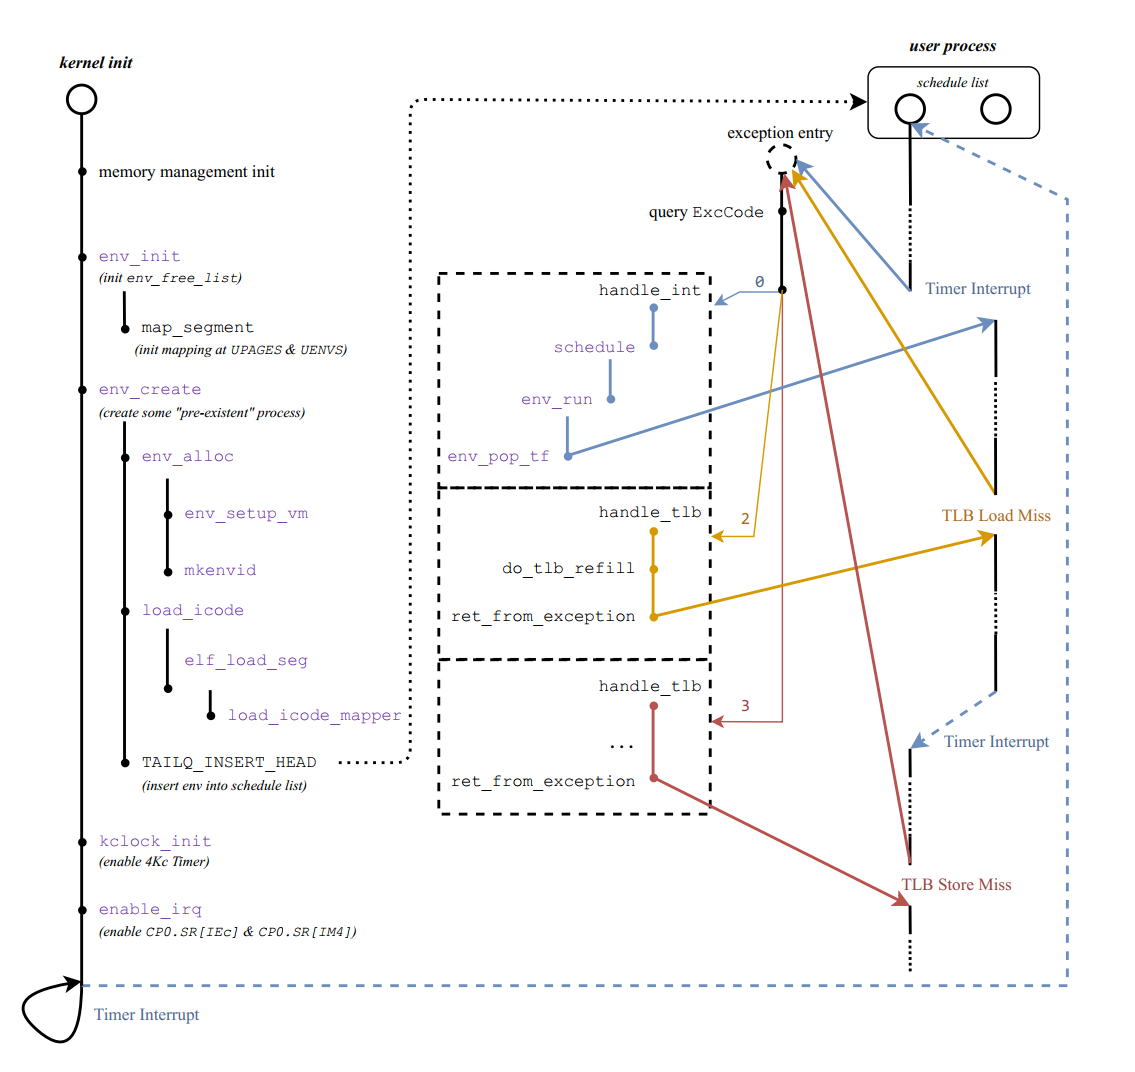 kernel init
memory management init
env_init
(init env_free_list)
map_segment
(init mapping at UPAGES & UENVS)
env_create
(create some "pre-existent" process)
env_alloc
env_setup_vm
mkenvid
load_icode
elf_load_seg
load_icode_mapper
TAILQ_INSERT_HEAD
(insert env into schedule list)
kclock_init
(enable 4Kc Timer)
enable_irq
(enable CP0.SR[IEc] & CP0.SR[IM4])
Timer Interrupt
exception entry
query ExcCode
0
handle_int
schedule
env_run
env_pop_tf
2
handle_tlb
do_tlb_refill
ret_from_exception
3
handle_tlb
...
ret_from_exception
user process
schedule list
Timer Interrupt
TLB Load Miss
Timer Interrupt
TLB Store Miss